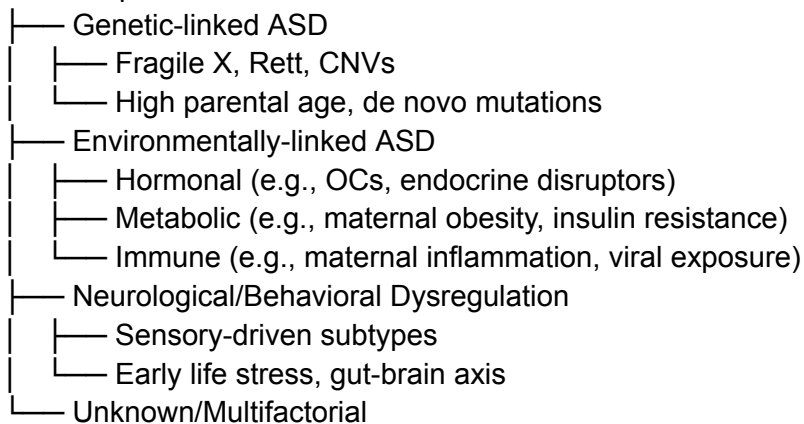 ├── Genetic-linked ASD
│   ├── Fragile X, Rett, CNVs
│   └── High parental age, de novo mutations
├── Environmentally-linked ASD
│   ├── Hormonal (e.g., OCs, endocrine disruptors)
│   ├── Metabolic (e.g., maternal obesity, insulin resistance)
│   └── Immune (e.g., maternal inflammation, viral exposure)
├── Neurological/Behavioral Dysregulation
│   ├── Sensory-driven subtypes
│   └── Early life stress, gut-brain axis
└── Unknown/Multifactorial